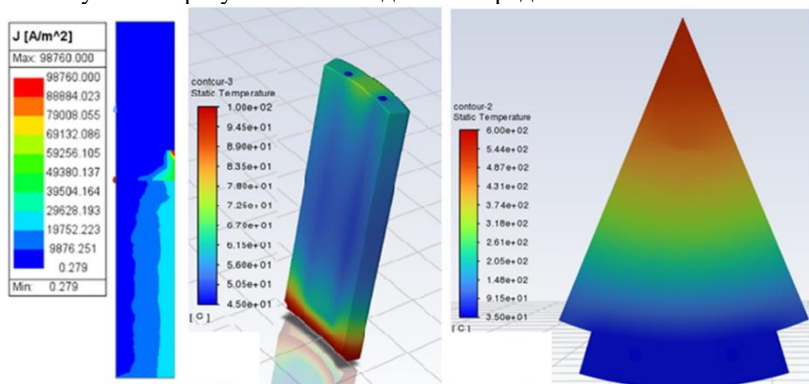 J [A/m^2]
Max: 98760.000
98760.000
88884.023
79008.055
69132.086
59256.105
49380.137
39504.164
29628.193
19752.223
9876.251
0.279
Min: 0.279
contour-3
Static Temperature
1.00e+02
9.45e+01
8.90e+01
8.35e+01
7.80e+01
7.25e+01
6.70e+01
6.15e+01
5.60e+01
5.05e+01
4.50e+01
[ C ]
contour-2
Static Temperature
6.00e+02
5.44e+02
4.87e+02
4.31e+02
3.74e+02
3.18e+02
2.61e+02
2.05e+02
1.48e+02
9.15e+01
3.50e+01
[ C ]